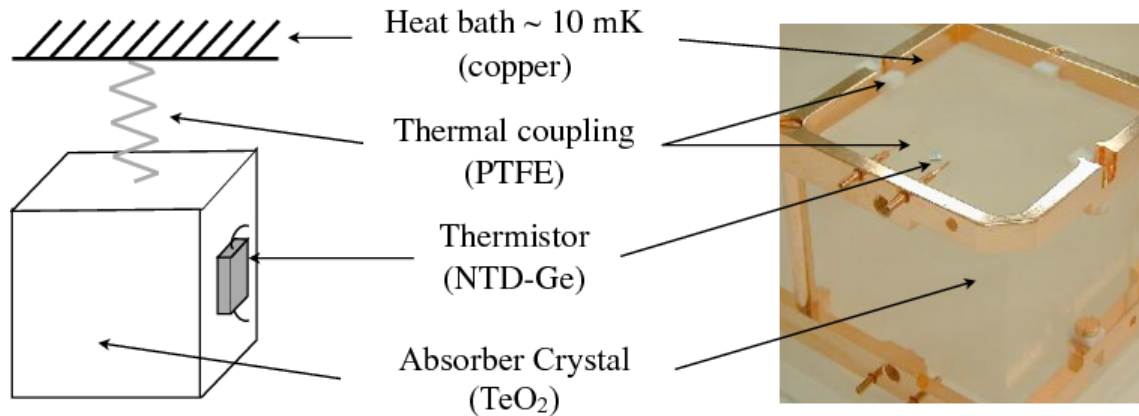 Heat bath ~ 10 mK
(copper)
Thermal coupling
(PTFE)
Thermistor
(NTD-Ge)
Absorber Crystal
(TeO₂)